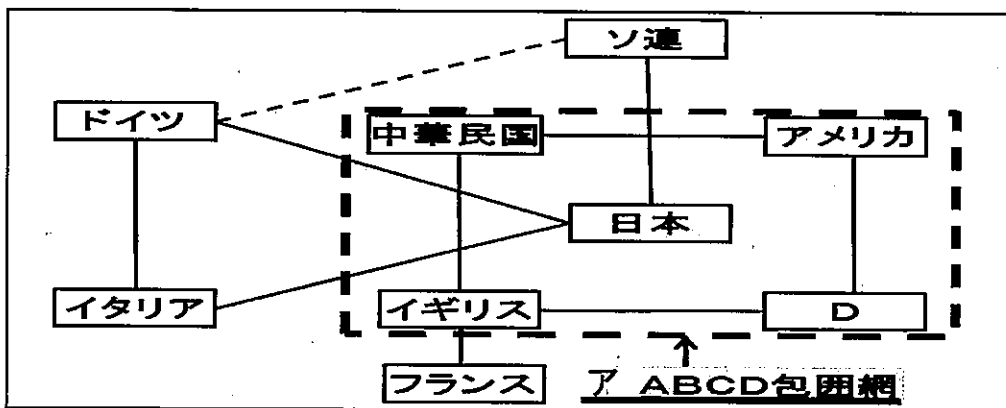 ソ連
ドイツ
中華民国
アメリカ
日本
イタリア
イギリス
D
フランス
ア ABCD包囲網